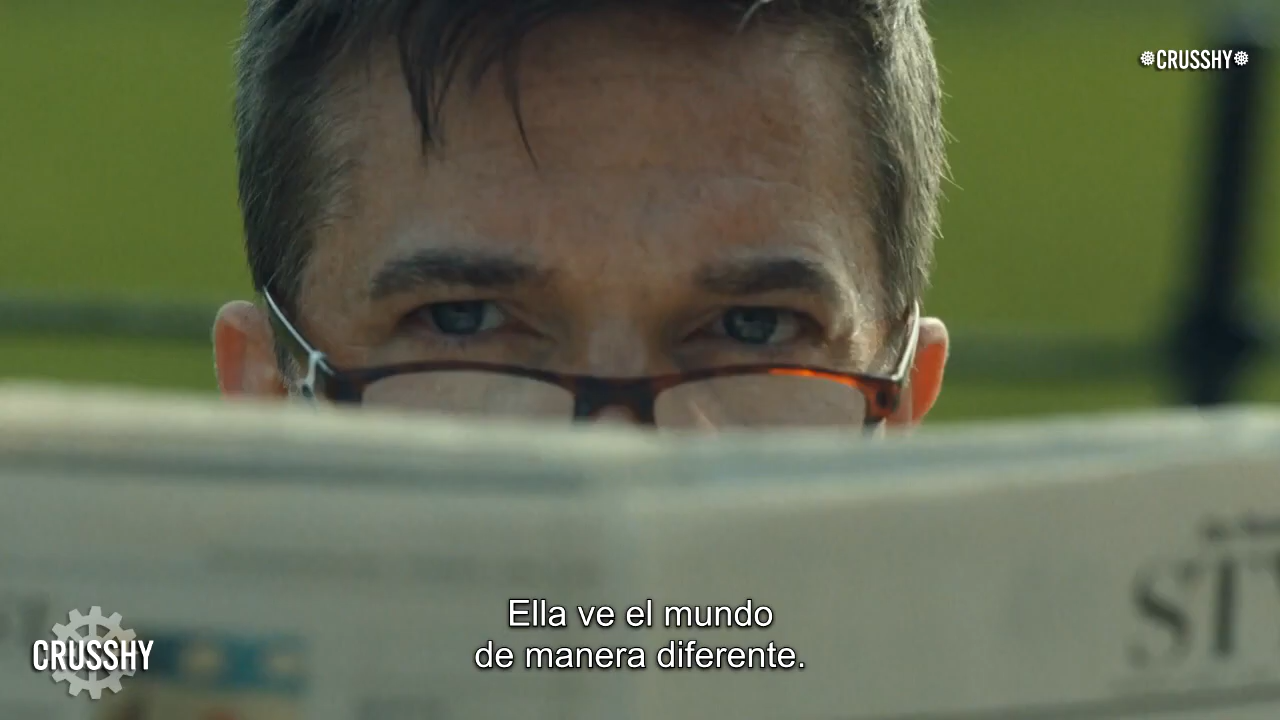 ❁CRUSSHY❁
Ella ve el mundo
de manera diferente.
CRUSSHY